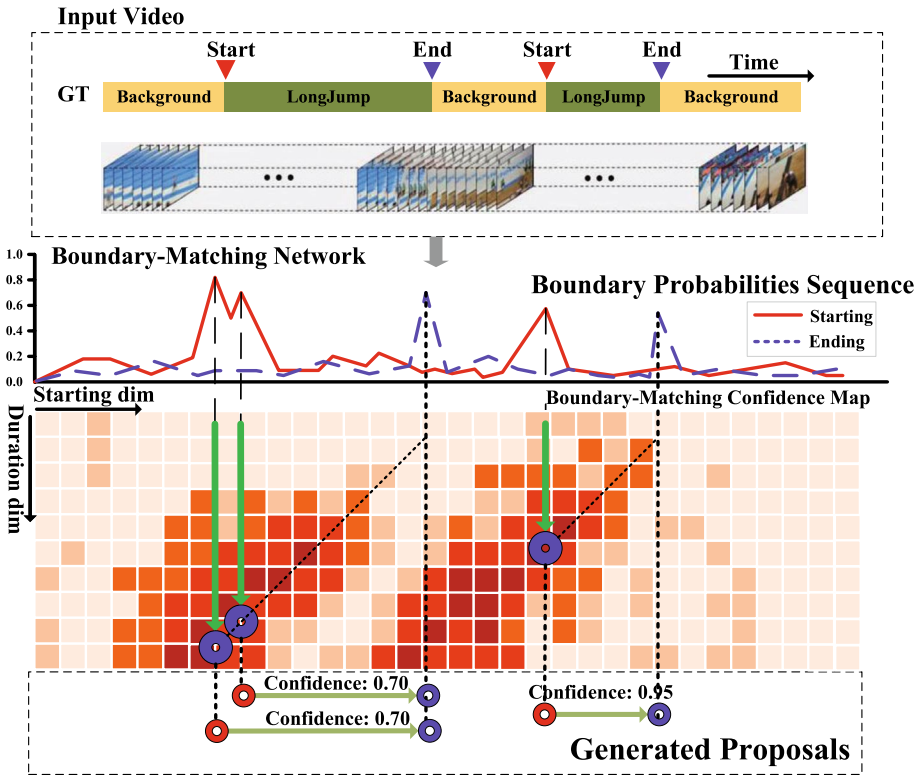 Input Video
Start End Start End
Time
GT Background LongJump Background LongJump Background
Boundary-Matching Network
Boundary Probabilities Sequence
1.0
0.8
0.6
0.4
0.2
0.0
Starting
Ending
Starting dim
Boundary-Matching Confidence Map
Duration dim
Confidence: 0.70
Confidence: 0.95
Confidence: 0.70
Generated Proposals